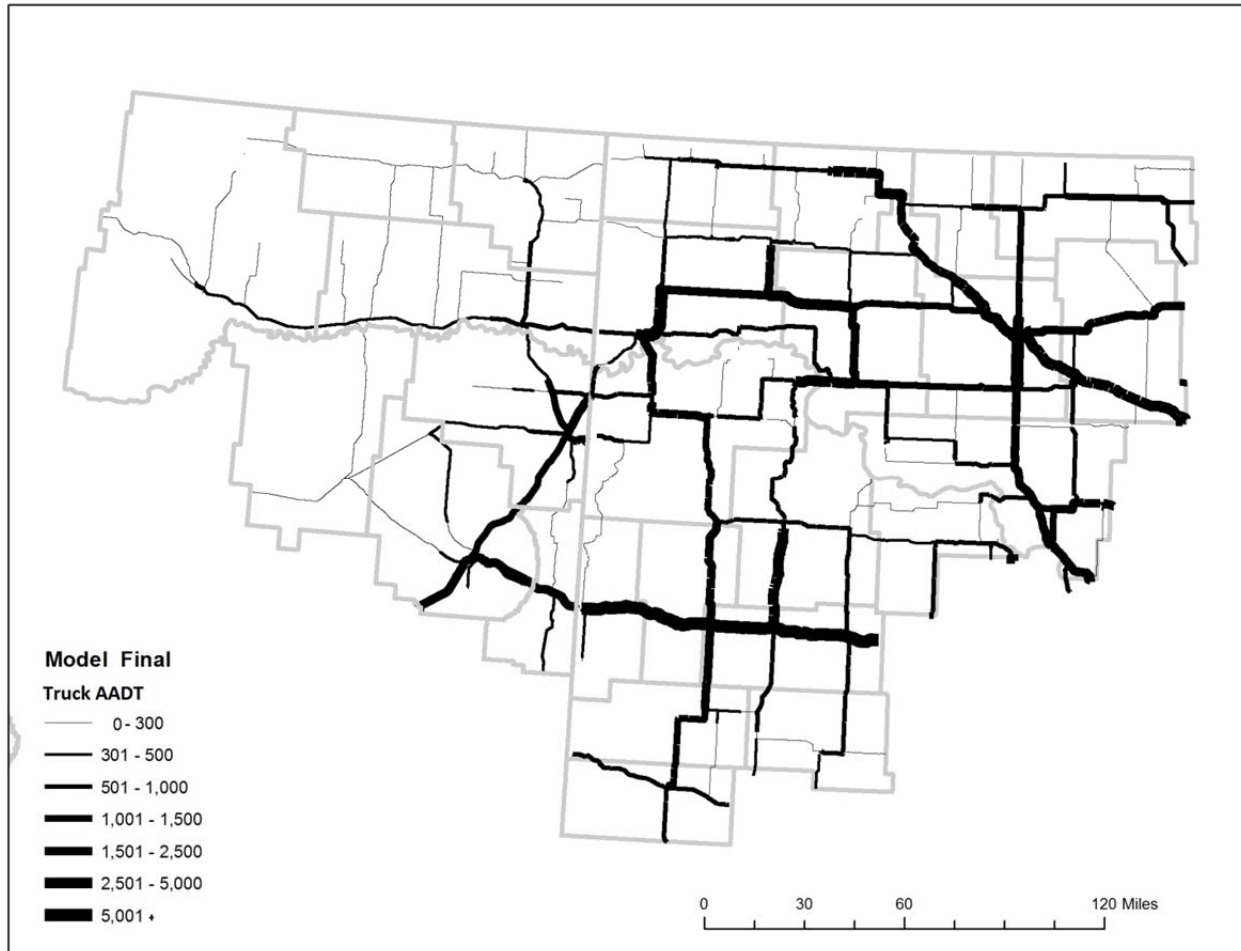 Model Final
Truck AADT
0 - 300
301 - 500
501 - 1,000
1,001 - 1,500
1,501 - 2,500
2,501 - 5,000
5,001 +
0 30 60 120 Miles